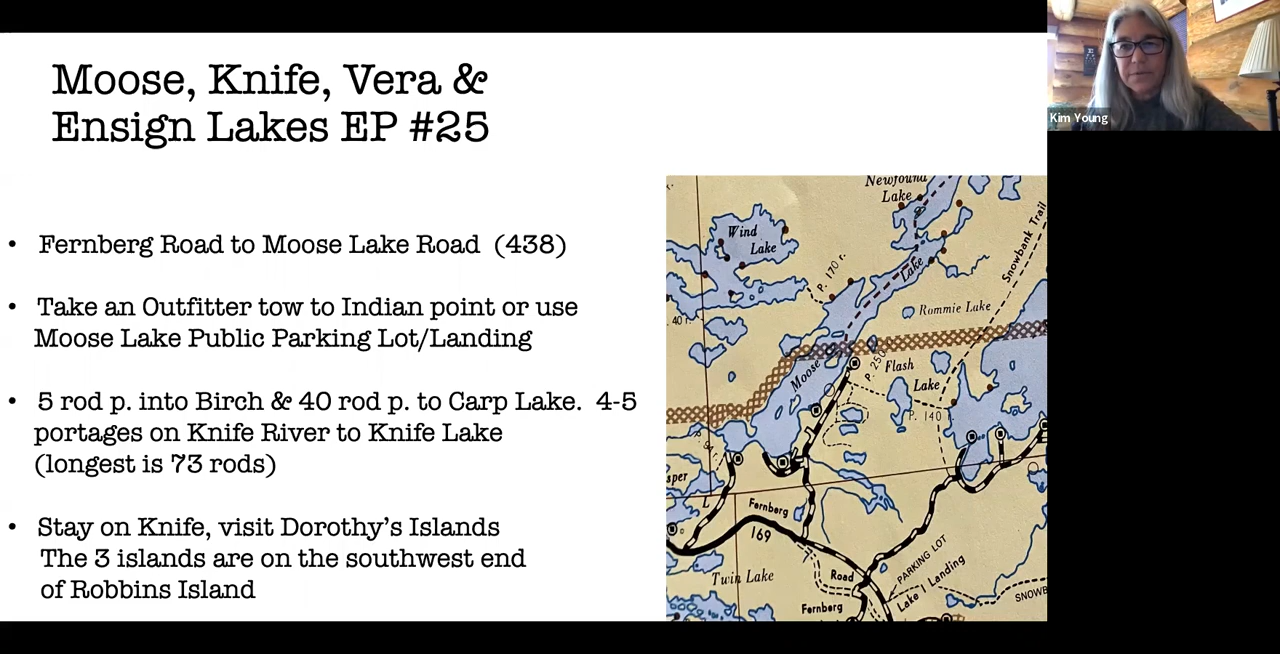 Moose, Knife, Vera &
Ensign Lakes EP #25
• Fernberg Road to Moose Lake Road (438)
• Take an Outfitter tow to Indian point or use
Moose Lake Public Parking Lot/Landing
• 5 rod p. into Birch & 40 rod p. to Carp Lake. 4-5
portages on Knife River to Knife Lake
(longest is 73 rods)
• Stay on Knife, visit Dorothy's Islands
The 3 islands are on the southwest end
of Robbins Island
Kim Young
Newfound
Lake
Wind
Lake
P. 170 r.
Lake
Snowbank Trail
40 r.
Rommie Lake
Moose
P. 250
Flash
Lake
P. 140 r.
Fernberg
169
Twin Lake
Road
Fernberg
PARKING LOT
Lake 1 Landing